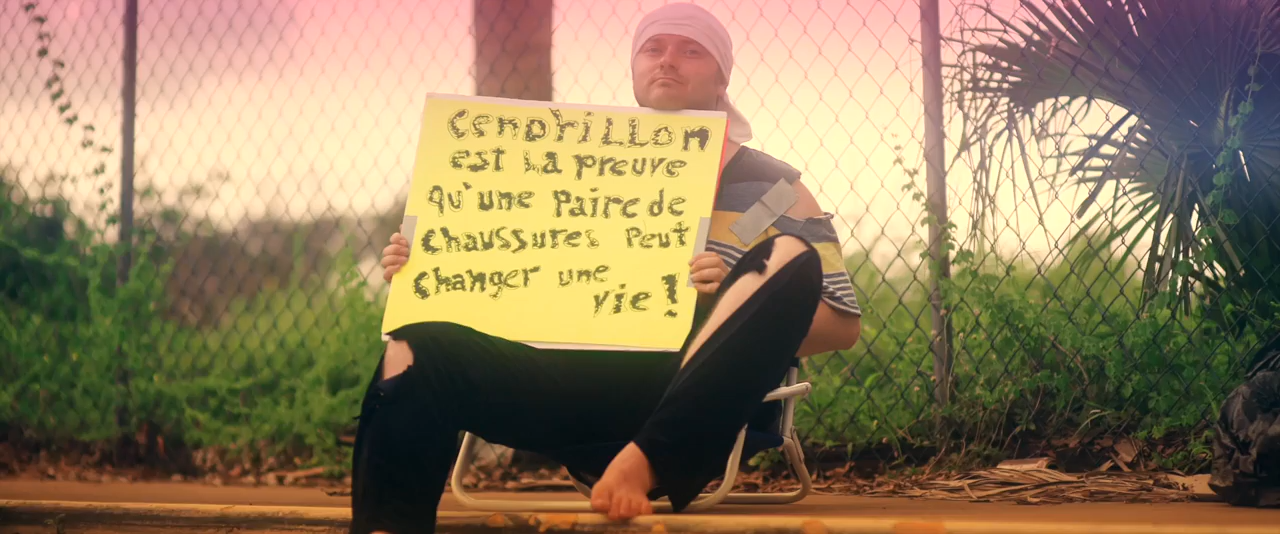 CENDRILLON
est La preuve
qu'une Paire de
chaussures Peut
changer une
vie !